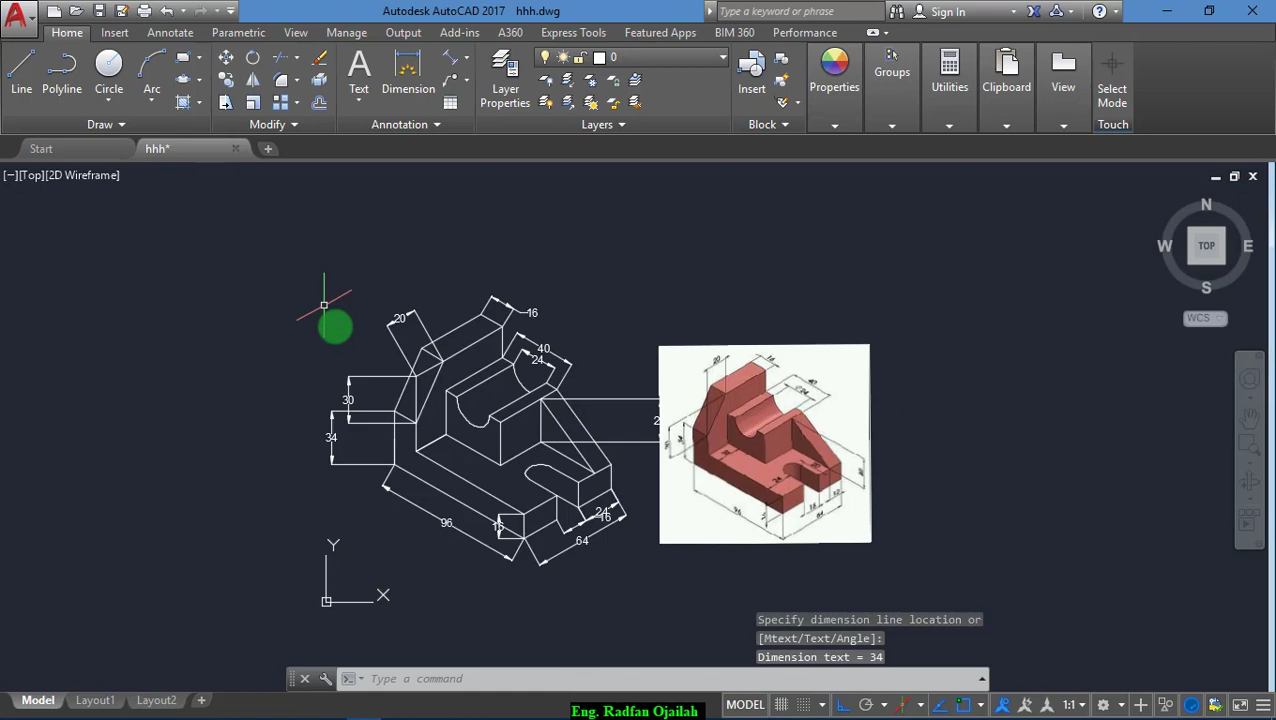 Autodesk AutoCAD 2017 hhh.dwg
Type a keyword or phrase
Sign In
Home Insert Annotate Parametric View Manage Output Add-ins A360 Express Tools Featured Apps BIM 360 Performance
Line Polyline Circle Arc
Text Dimension
Layer Properties
0
Insert
Properties
Groups
Utilities
Clipboard
View
Select Mode
Draw Modify Annotation Layers Block Touch
Start hhh*
[−][Top][2D Wireframe]
N
W TOP E
S
WCS
16
20
40
24
30
34
96
16
24
16
64
Y
X
Specify dimension line location or
[Mtext/Text/Angle]:
Dimension text = 34
Type a command
Model Layout1 Layout2 +
MODEL 1:1
Eng. Radfan Ojailah